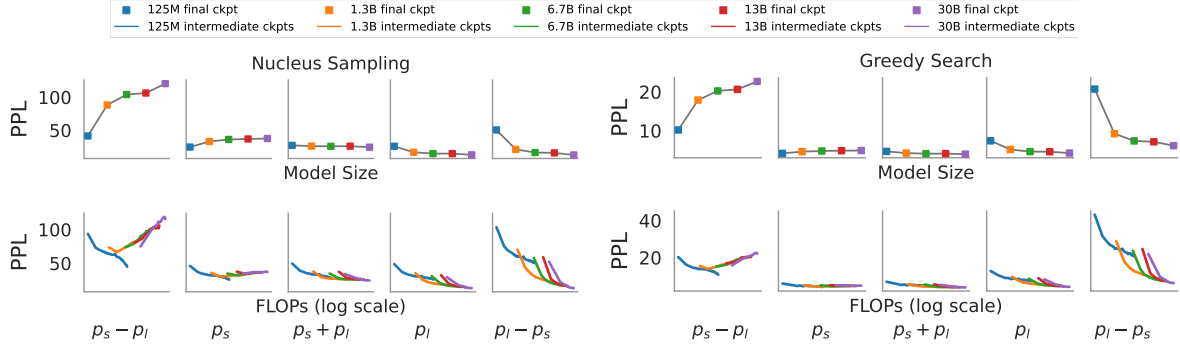 125M final ckpt 1.3B final ckpt 6.7B final ckpt 13B final ckpt 30B final ckpt
125M intermediate ckpts 1.3B intermediate ckpts 6.7B intermediate ckpts 13B intermediate ckpts 30B intermediate ckpts
Nucleus Sampling Greedy Search
PPL 100 50 PPL 20 10
Model Size Model Size
PPL 100 50 PPL 40 20
FLOPs (log scale) FLOPs (log scale)
p_s − p_l p_s p_s + p_l p_l p_l − p_s p_s − p_l p_s p_s + p_l p_l p_l − p_s